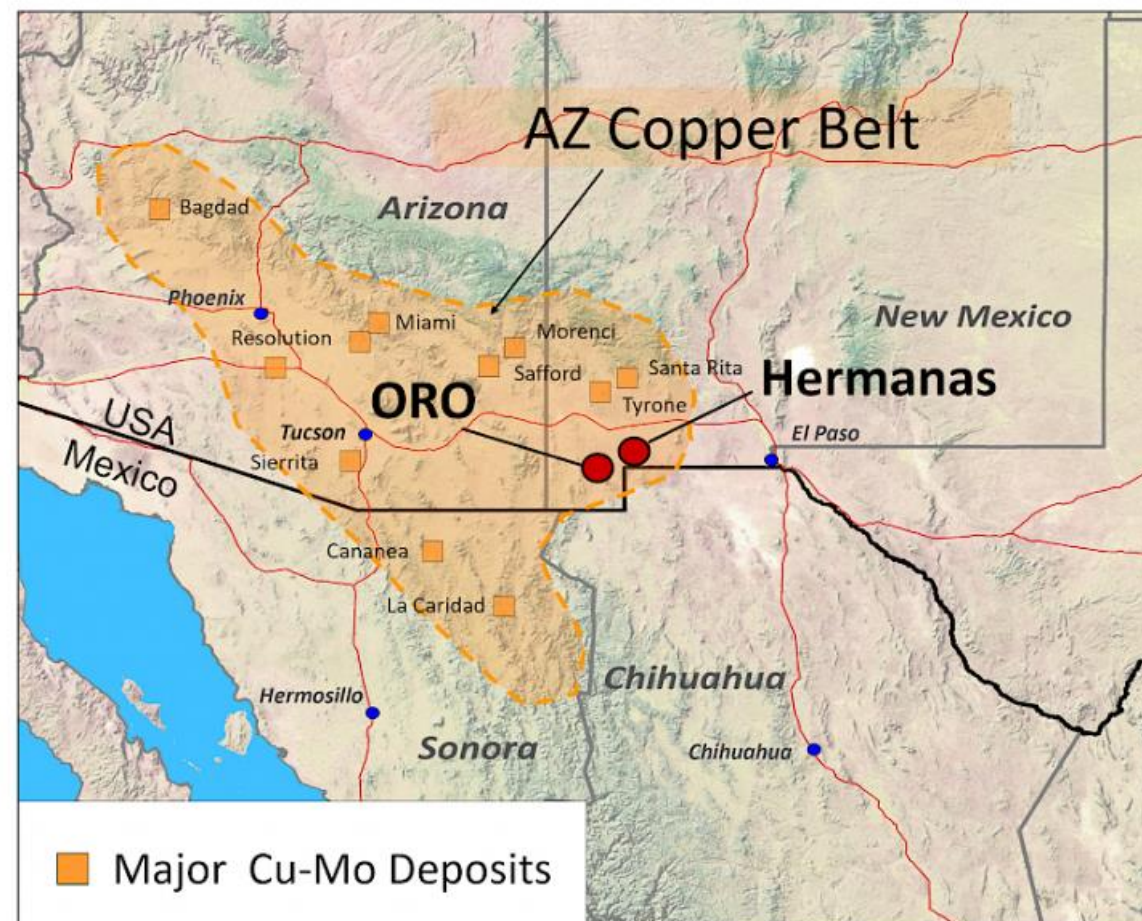 AZ Copper Belt
Bagdad
Arizona
Phoenix
Miami
New Mexico
Resolution
Morenci
Safford
Santa Rita
Hermanas
ORO
Tyrone
USA
Tucson
El Paso
Mexico
Sierrita
Cananea
La Caridad
Chihuahua
Hermosillo
Sonora
Chihuahua
Major Cu-Mo Deposits